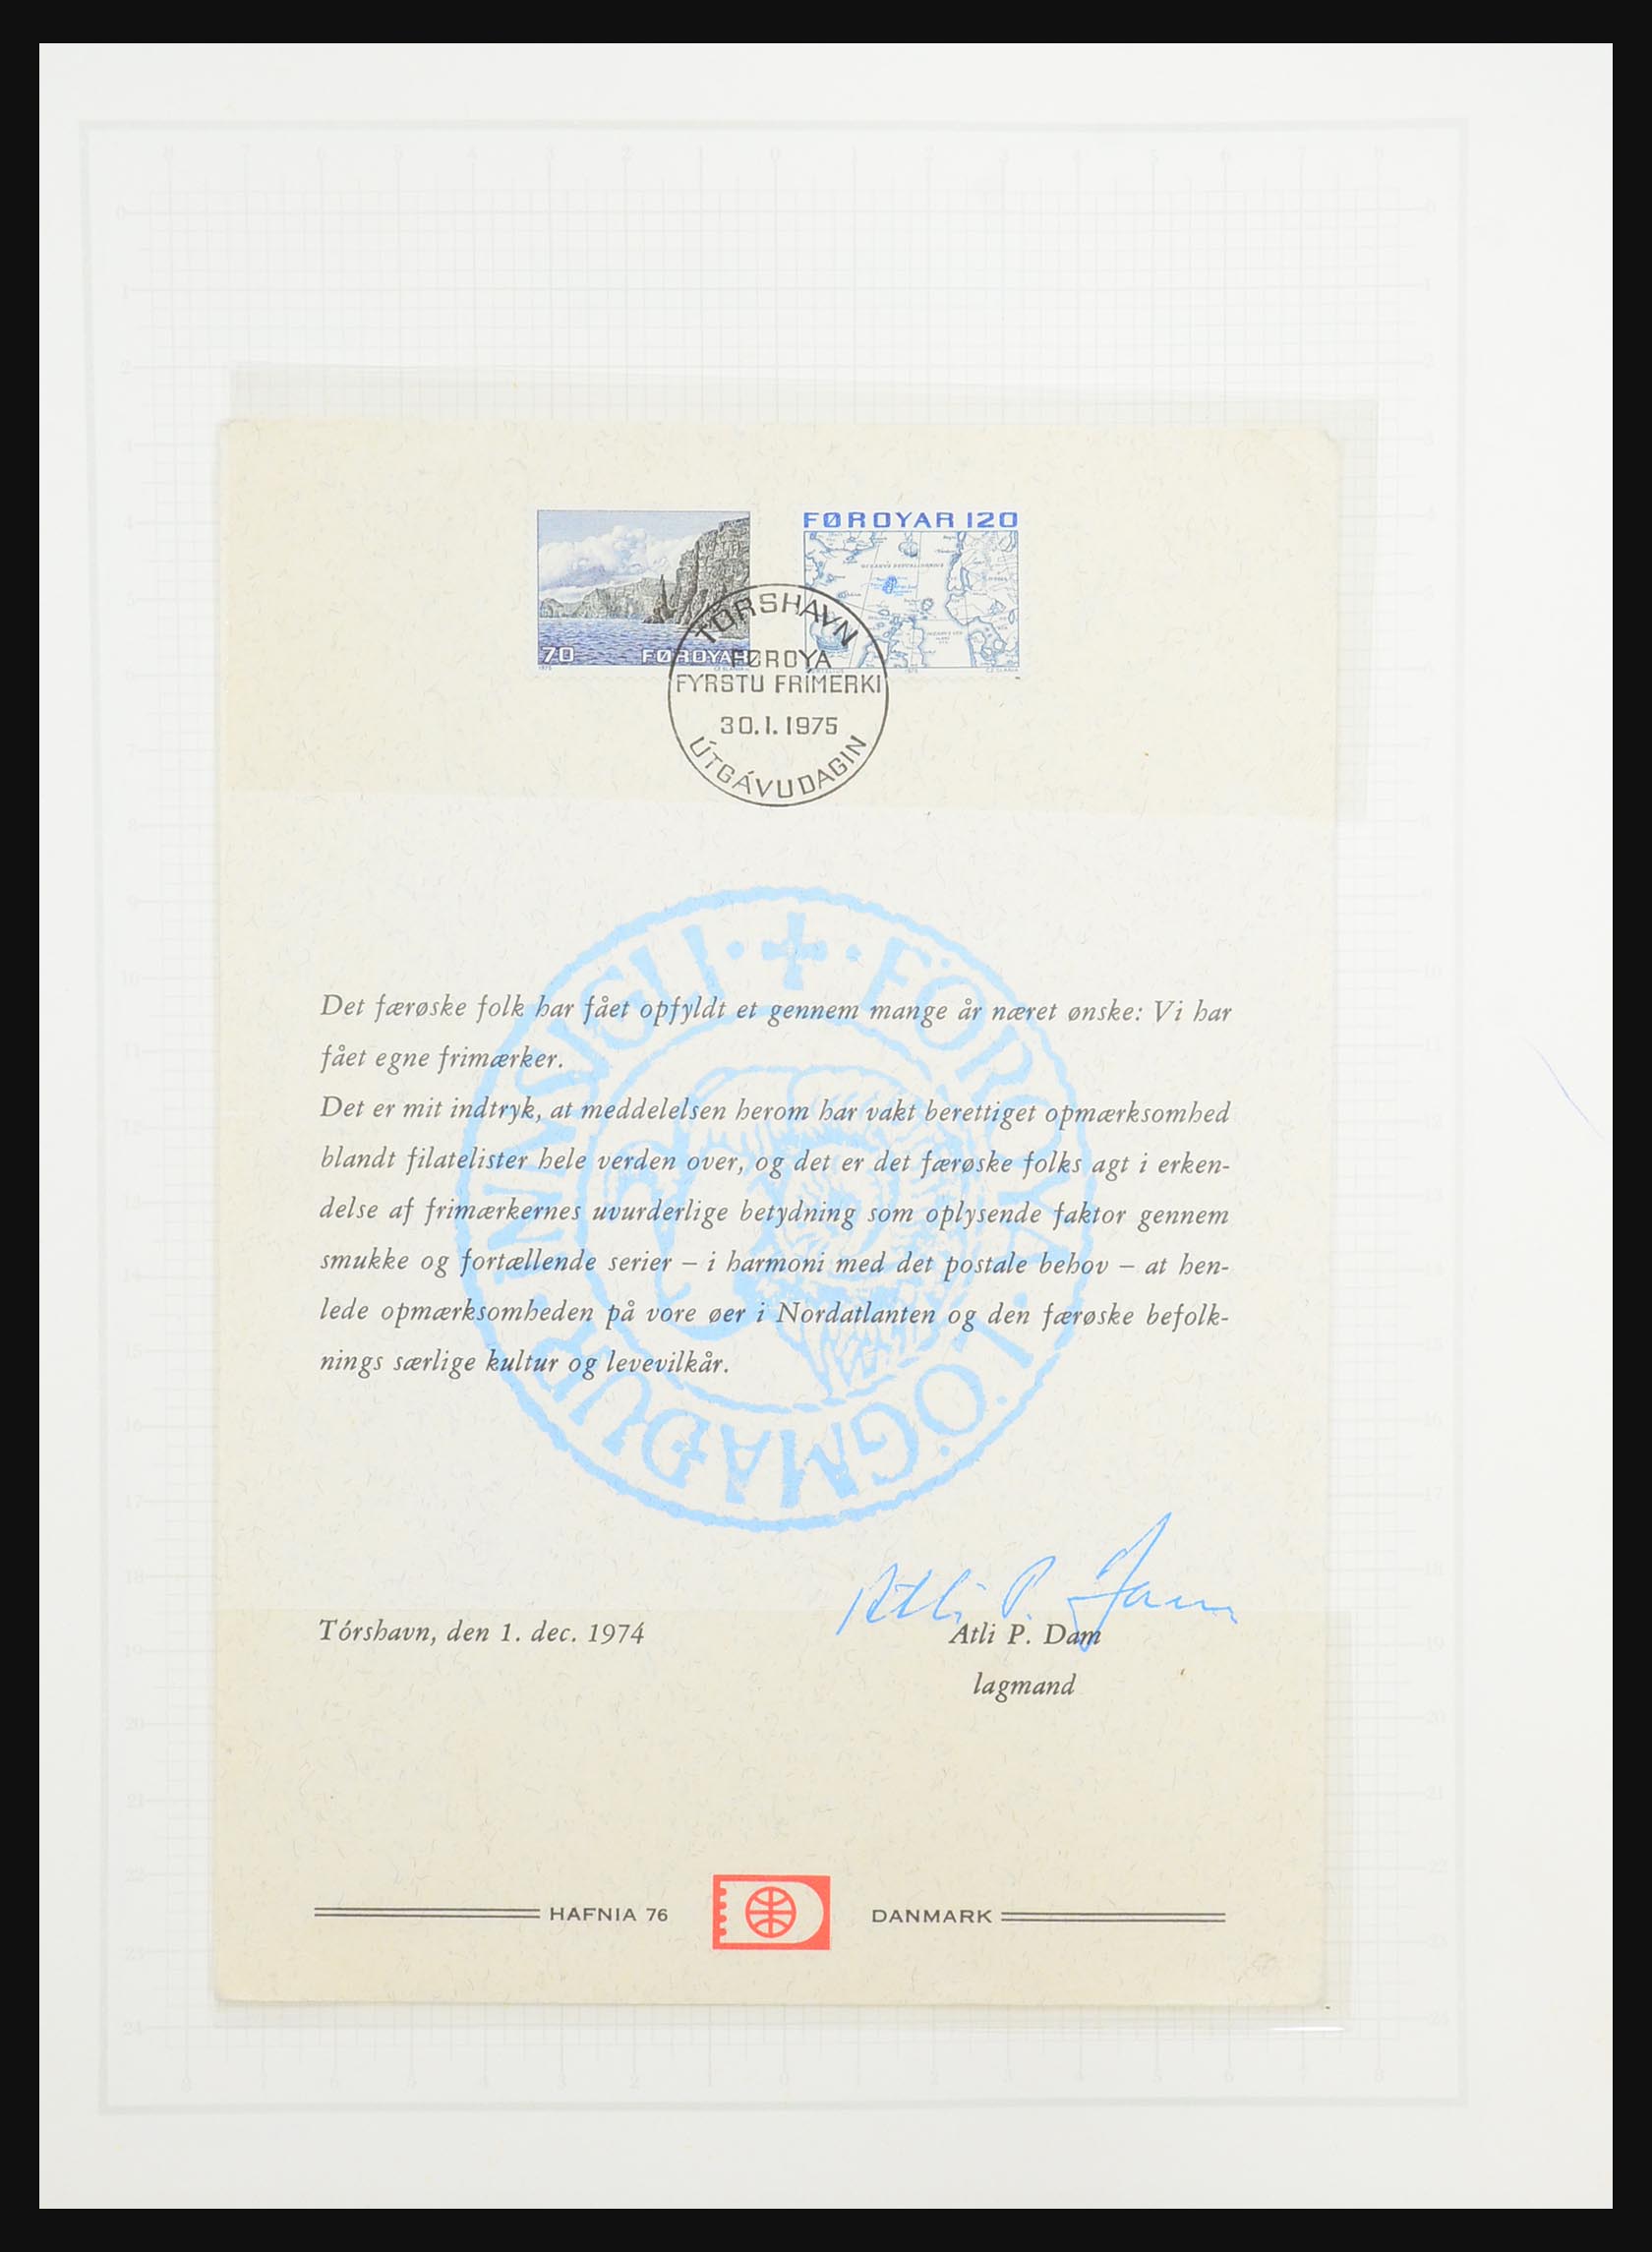 FØROYAR 120
70 FØROYAR
TÓRSHAVN
FØROYA
FYRSTU FRÍMERKI
30.1.1975
ÚTGÁVUDAGIN
FÖROYA LÖGMAÐUR INNSIGLI
Det færøske folk har fået opfyldt et gennem mange år næret ønske: Vi har
fået egne frimærker.
Det er mit indtryk, at meddelelsen herom har vakt berettiget opmærksomhed
blandt filatelister hele verden over, og det er det færøske folks agt i erken-
delse af frimærkernes uvurderlige betydning som oplysende faktor gennem
smukke og fortællende serier – i harmoni med det postale behov – at hen-
lede opmærksomheden på vore øer i Nordatlanten og den færøske befolk-
nings særlige kultur og levevilkår.
Atli P. Dam
Tórshavn, den 1. dec. 1974 Atli P. Dam
lagmand
HAFNIA 76 DANMARK